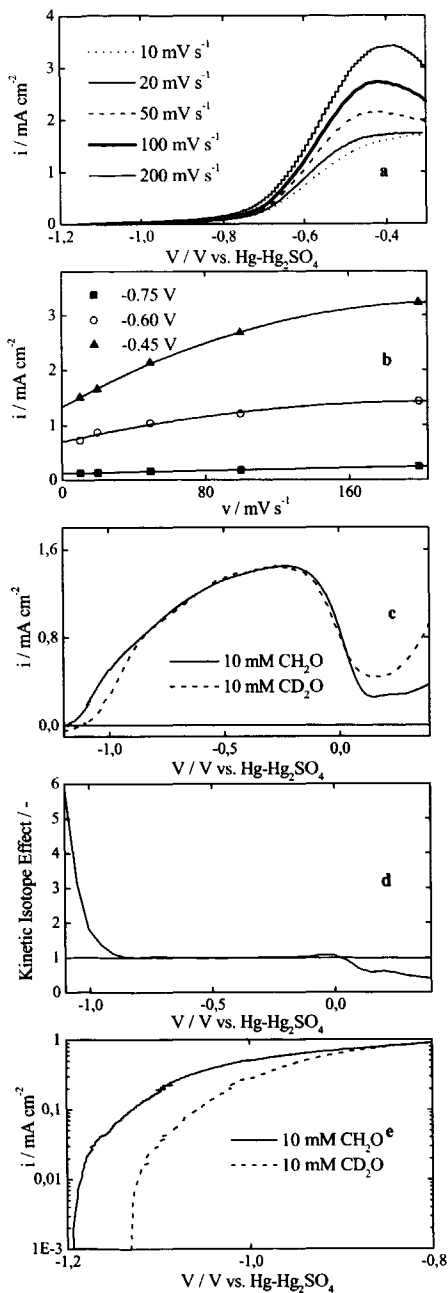 4
3
2
1
0
i / mA cm⁻²
10 mV s⁻¹
20 mV s⁻¹
50 mV s⁻¹
100 mV s⁻¹
200 mV s⁻¹
a
-1,2 -1,0 -0,8 -0,6 -0,4
V / V vs. Hg-Hg₂SO₄
3
2
1
0
i / mA cm⁻²
-0.75 V
-0.60 V
-0.45 V
b
0 80 160
v / mV s⁻¹
1,6
0,8
0,0
i / mA cm⁻²
c
10 mM CH₂O
10 mM CD₂O
-1,0 -0,5 0,0
V / V vs. Hg-Hg₂SO₄
6
5
4
3
2
1
0
Kinetic Isotope Effect / -
d
-1,0 -0,5 0,0
V / V vs. Hg-Hg₂SO₄
1
0,1
0,01
1E-3
i / mA cm⁻²
10 mM CH₂O e
10 mM CD₂O
-1,2 -1,0 -0,8
V / V vs. Hg-Hg₂SO₄